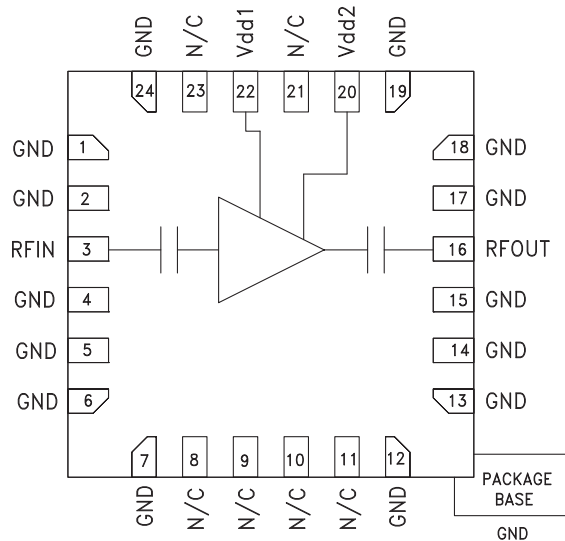 GND N/C Vdd1 N/C Vdd2 GND
24 23 22 21 20 19
GND 1 18 GND
GND 2 17 GND
RFIN 3 16 RFOUT
GND 4 15 GND
GND 5 14 GND
GND 6 13 GND
7 8 9 10 11 12
GND N/C N/C N/C N/C GND
PACKAGE
BASE
GND